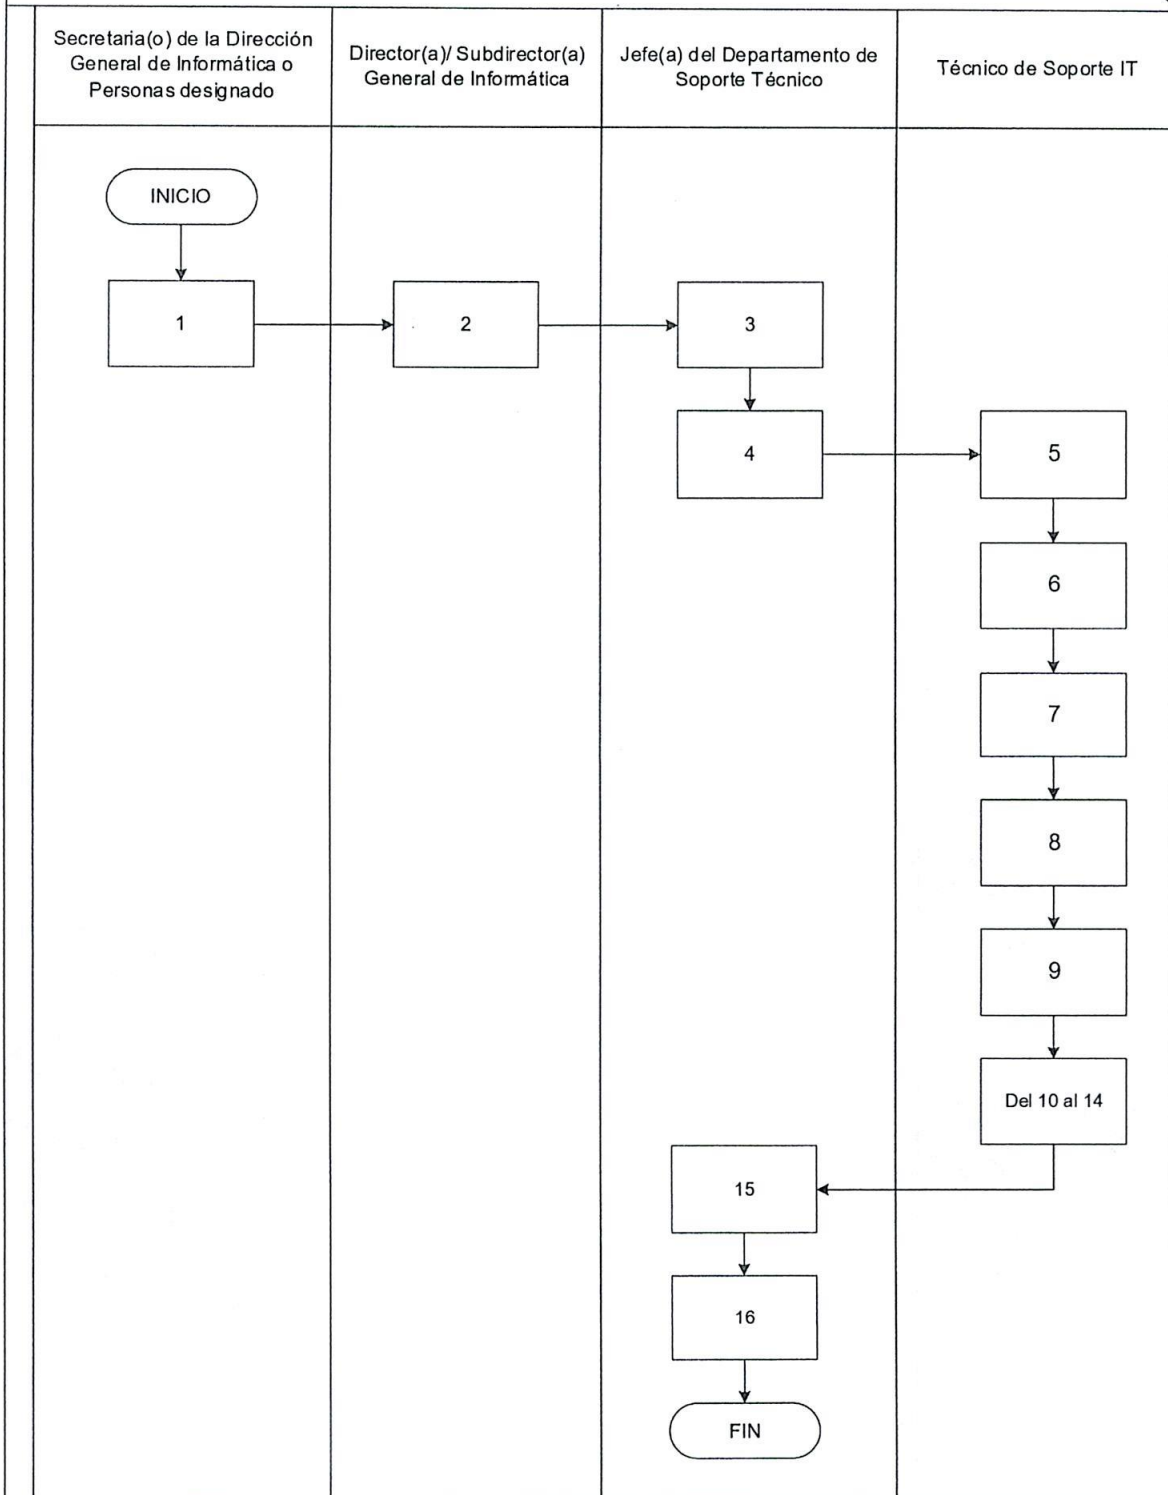 Secretaria(o) de la Dirección
General de Informática o
Personas designado
Director(a)/ Subdirector(a)
General de Informática
Jefe(a) del Departamento de
Soporte Técnico
Técnico de Soporte IT
INICIO
1
2
3
4
5
6
7
8
9
Del 10 al 14
15
16
FIN